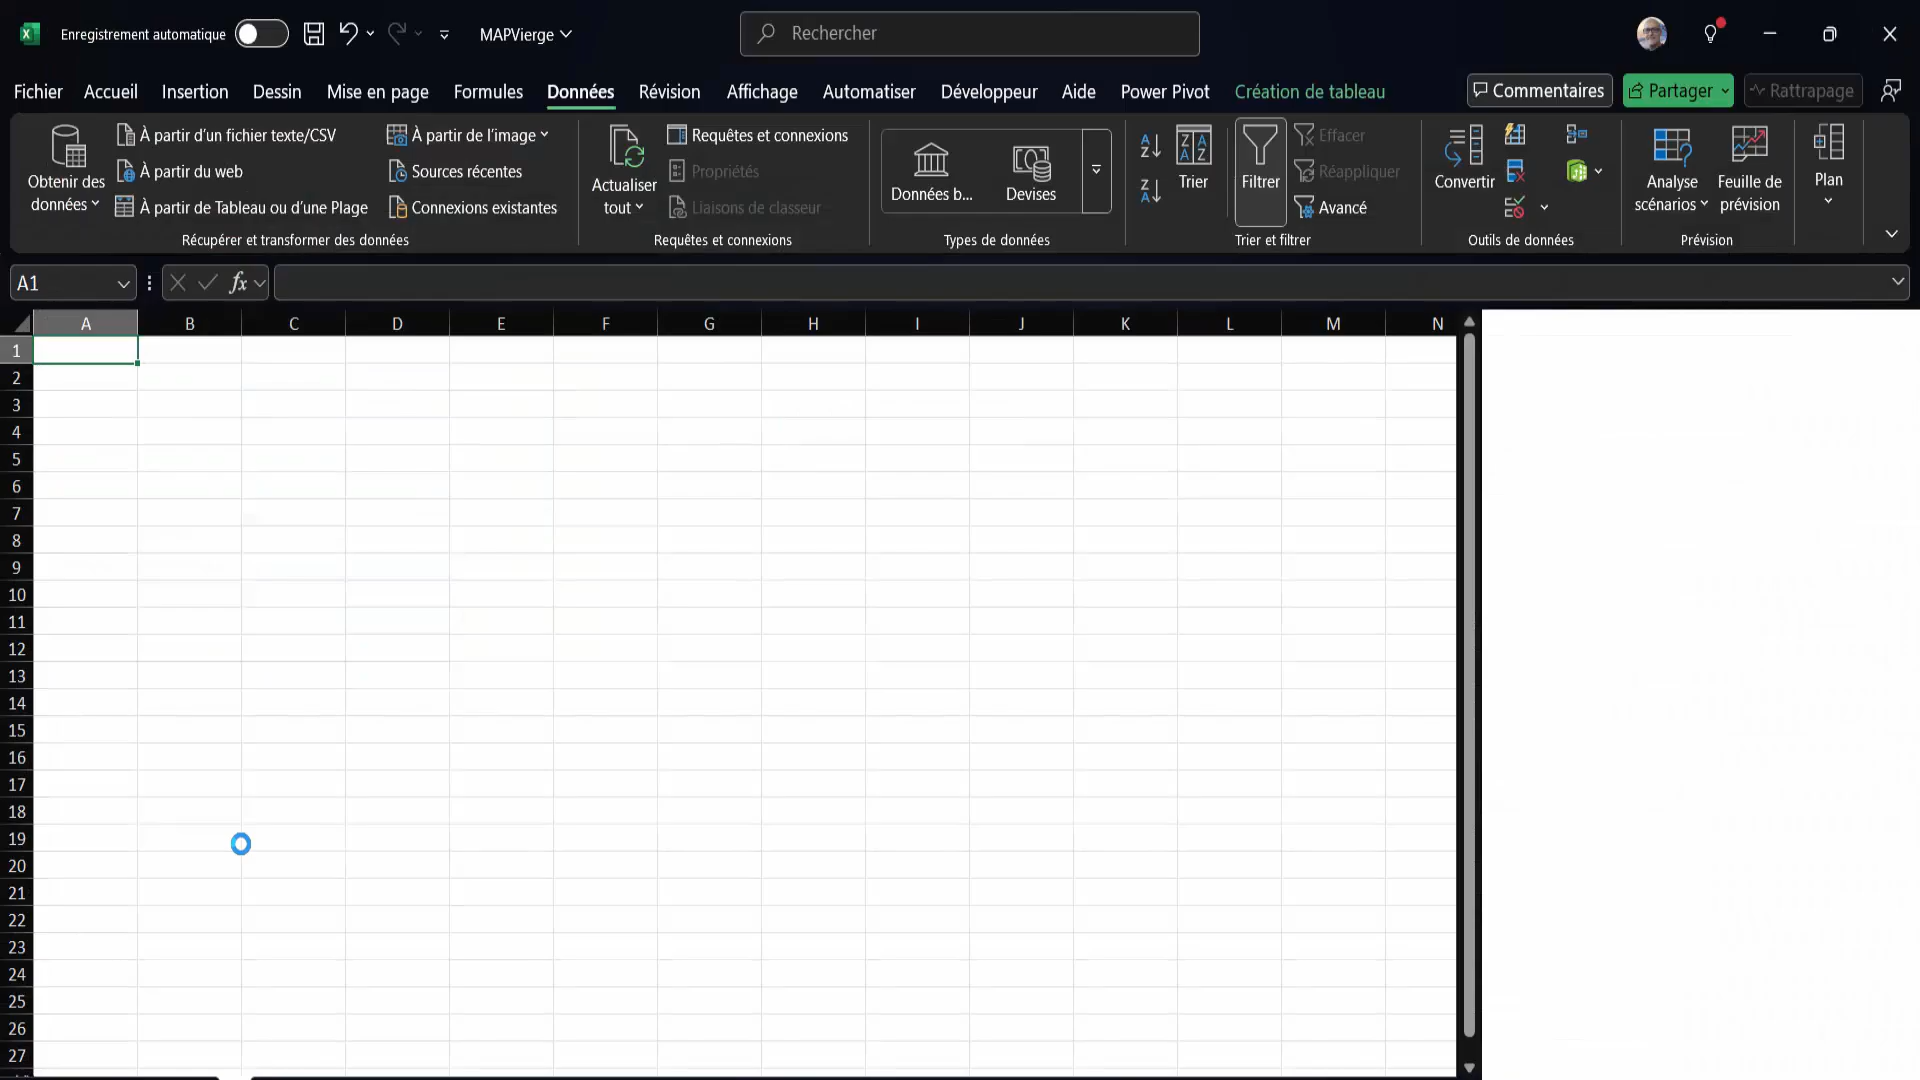 Enregistrement automatique
MAPVierge
Rechercher
Fichier Accueil Insertion Dessin Mise en page Formules Données Révision Affichage Automatiser Développeur Aide Power Pivot Création de tableau
Commentaires Partager Rattrapage
Obtenir des données
À partir d'un fichier texte/CSV
À partir du web
À partir de Tableau ou d'une Plage
À partir de l'image
Sources récentes
Connexions existantes
Récupérer et transformer des données
Actualiser tout
Requêtes et connexions
Propriétés
Liaisons de classeur
Requêtes et connexions
Données b...
Devises
Types de données
Trier
Filtrer
Effacer
Réappliquer
Avancé
Trier et filtrer
Convertir
Outils de données
Analyse scénarios
Feuille de prévision
Prévision
Plan
A1
fx
A B C D E F G H I J K L M N
1
2
3
4
5
6
7
8
9
10
11
12
13
14
15
16
17
18
19
20
21
22
23
24
25
26
27